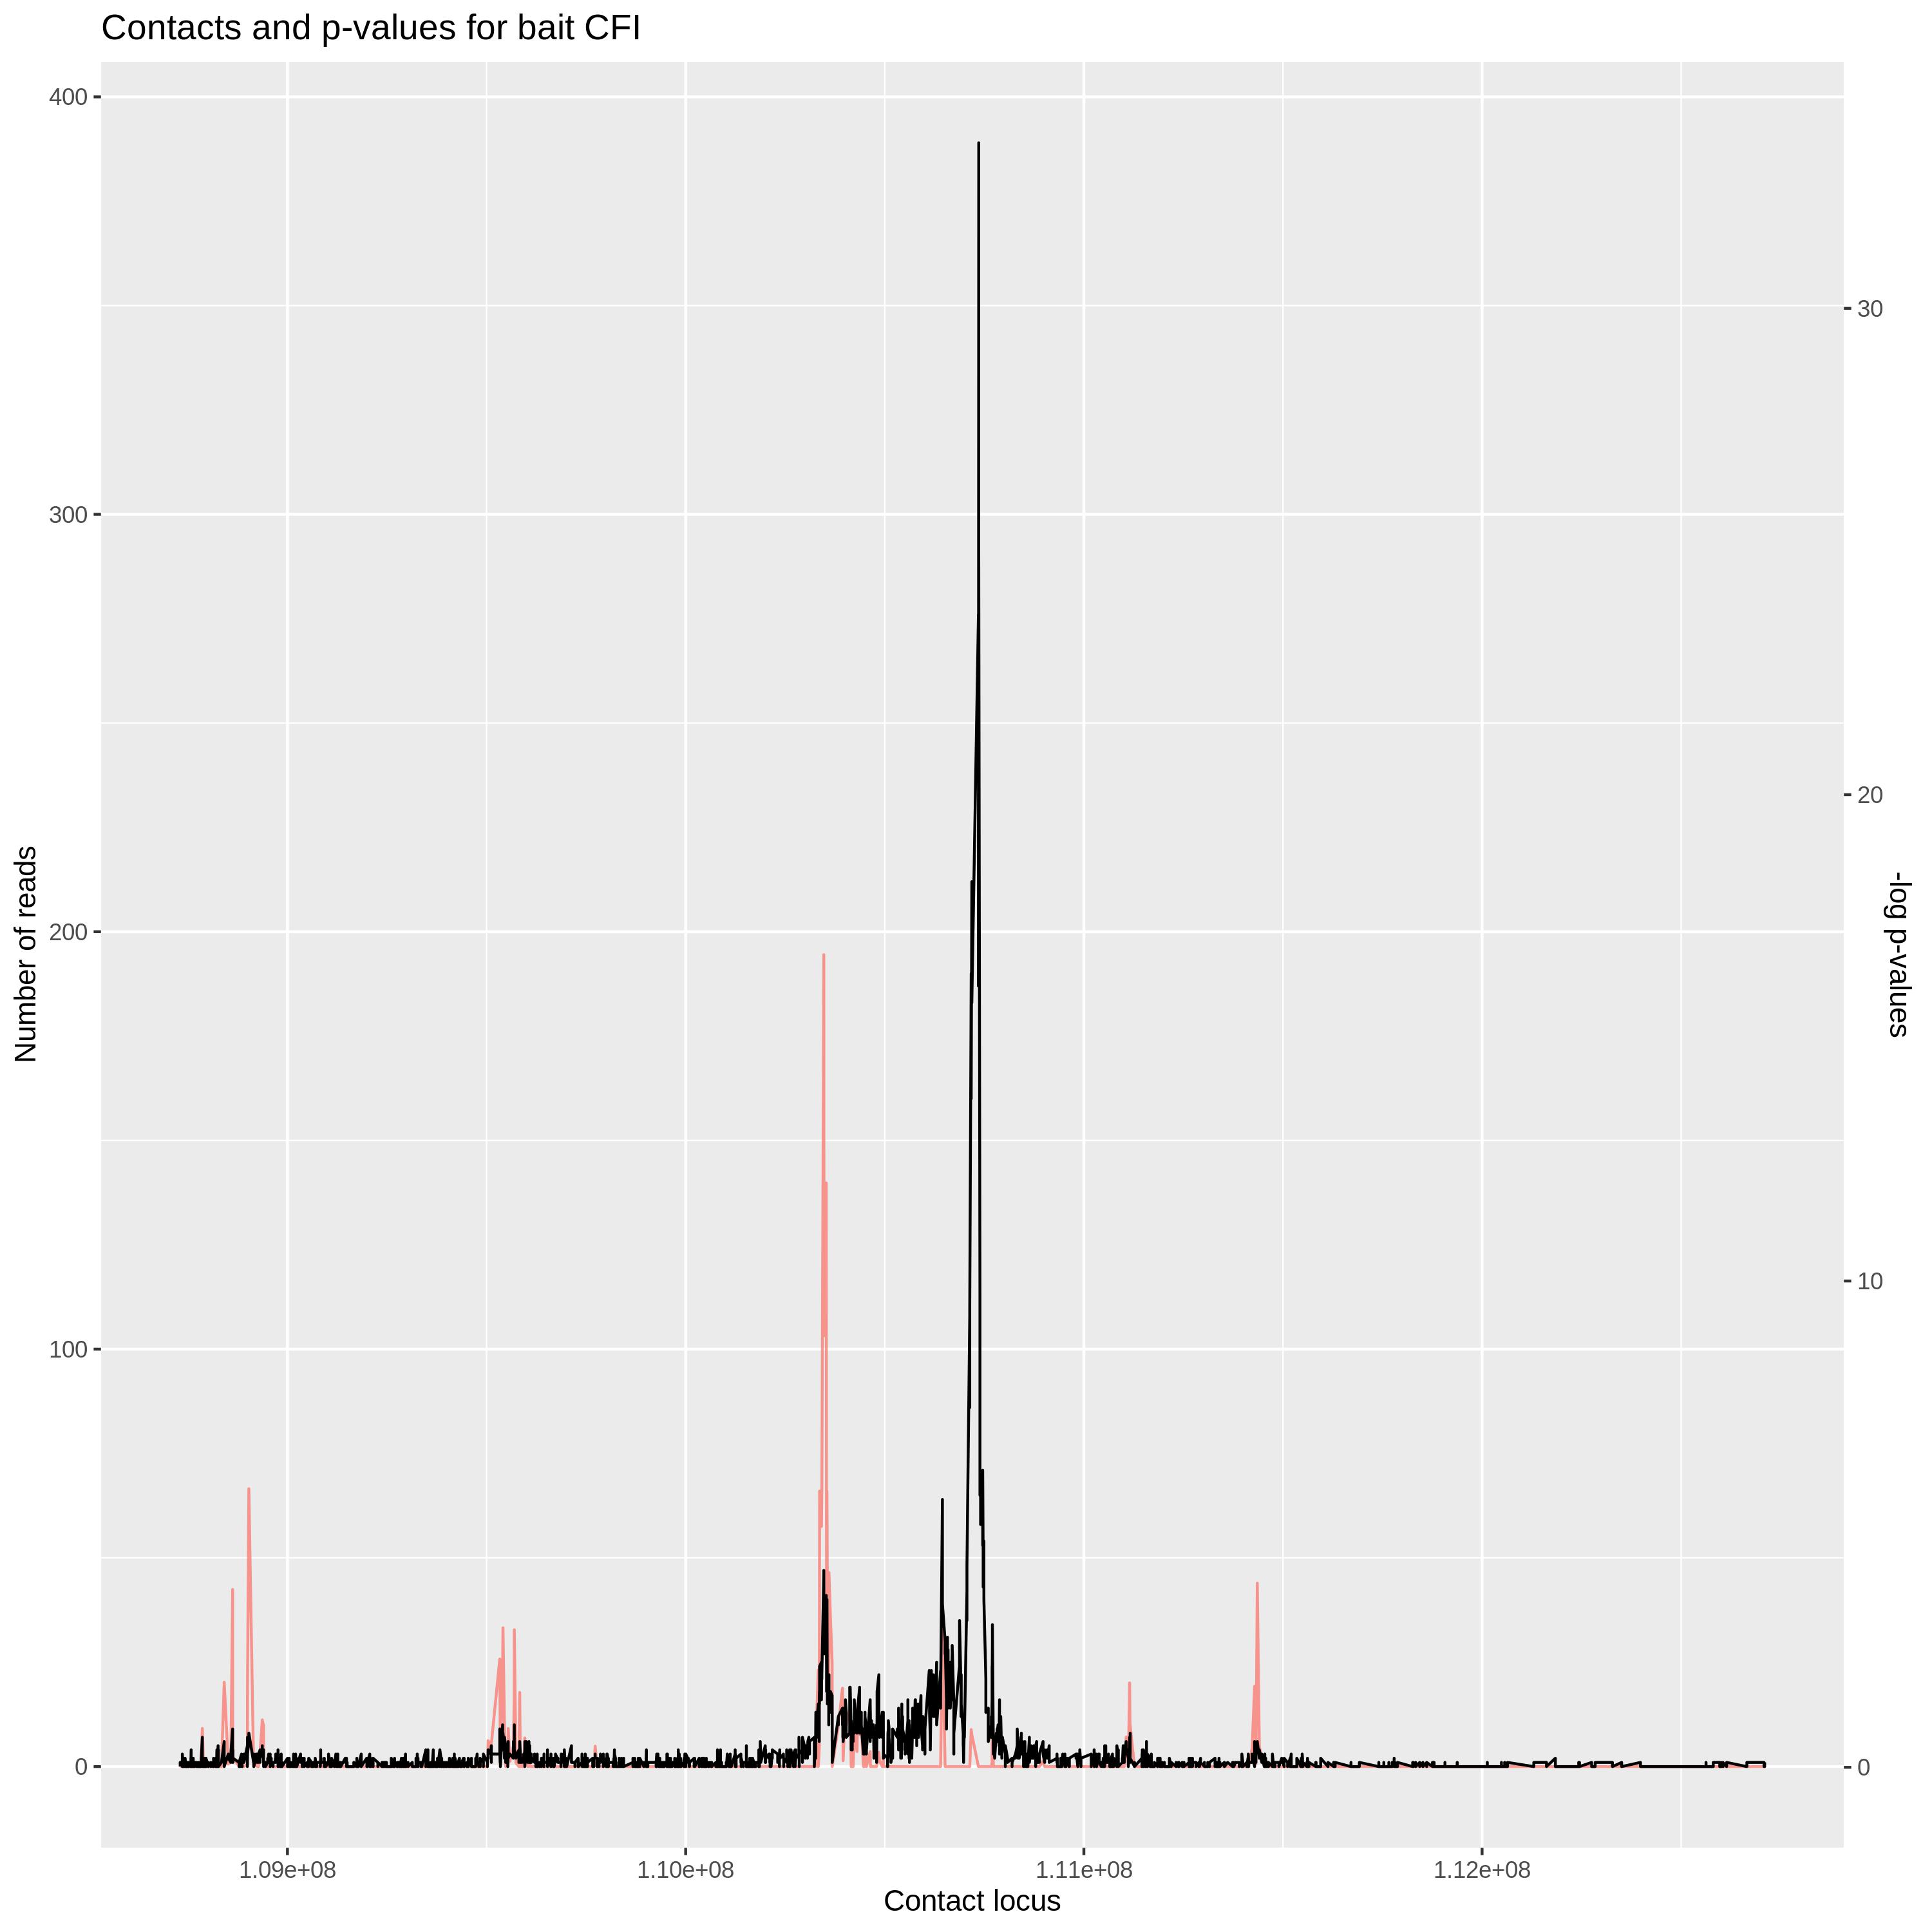 Contacts and p-values for bait CFI
400
300
200
100
0
Number of reads
30
20
10
0
-log p-values
1.09e+08
1.10e+08
1.11e+08
1.12e+08
Contact locus